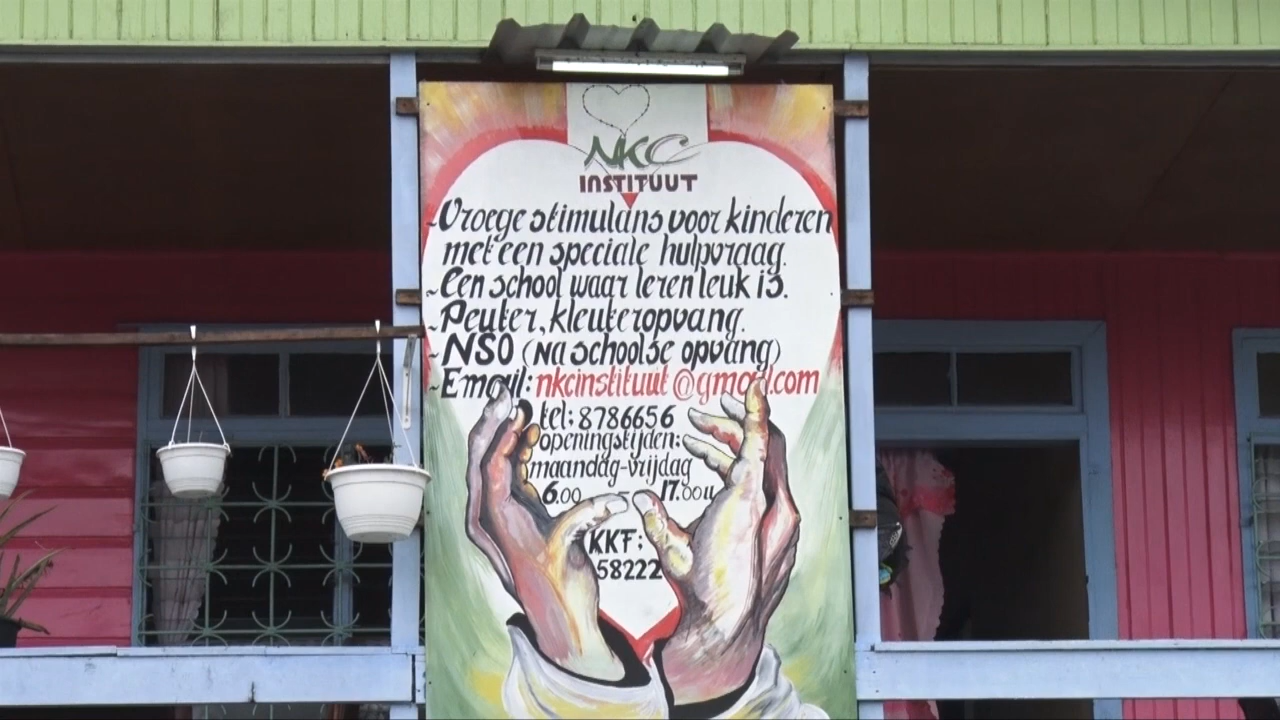 NKC
INSTITUUT
-Vroege stimulans voor kinderen
met een speciale hulpvraag.
-Een school waar leren leuk is.
-Peuter, kleuteropvang.
-NSO (Na schoolse opvang)
-Email: nkcinstituut@gmail.com
tel: 8786656
openingstijden:
maandag-vrijdag
6.00 - 17.00u
KKF:
58222